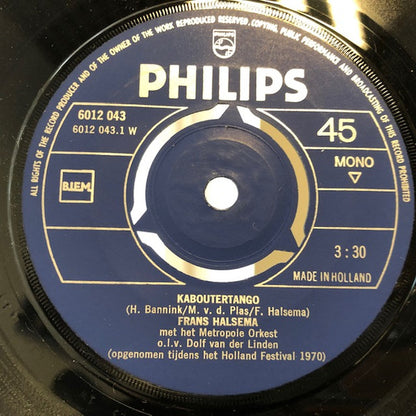 ALL RIGHTS OF THE RECORD PRODUCER AND OF THE OWNER OF THE WORK REPRODUCED RESERVED. COPYING, PUBLIC PERFORMANCE AND BROADCASTING OF THIS RECORD PROHIBITED
PHILIPS
PHILIPS
6012 043
6012 043.1 W
45
B.I.E.M.
MONO
3:30
MADE IN HOLLAND
KABOUTERTANGO
(H. Bannink/M. v. d. Plas/F. Halsema)
FRANS HALSEMA
met het Metropole Orkest
o.l.v. Dolf van der Linden
(opgenomen tijdens het Holland Festival 1970)